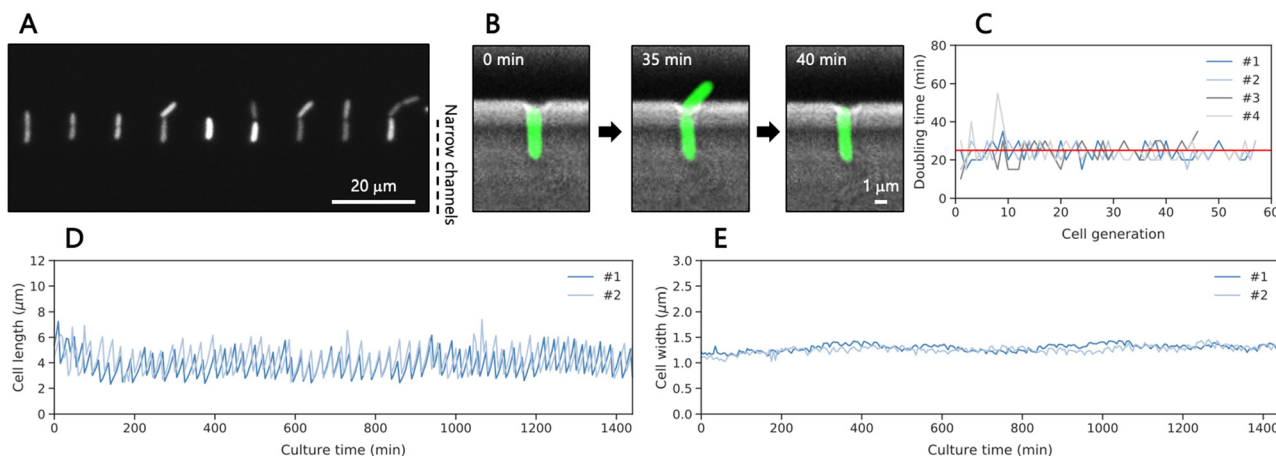 A
20 μm
Narrow channels
B
0 min
35 min
40 min
1 μm
C
Doubling time (min)
80
60
40
20
0
#1
#2
#3
#4
0 10 20 30 40 50 60
Cell generation
D
Cell length (μm)
12
10
8
6
4
2
0
#1
#2
0 200 400 600 800 1000 1200 1400
Culture time (min)
E
Cell width (μm)
3.0
2.5
2.0
1.5
1.0
0.5
0.0
#1
#2
0 200 400 600 800 1000 1200 1400
Culture time (min)